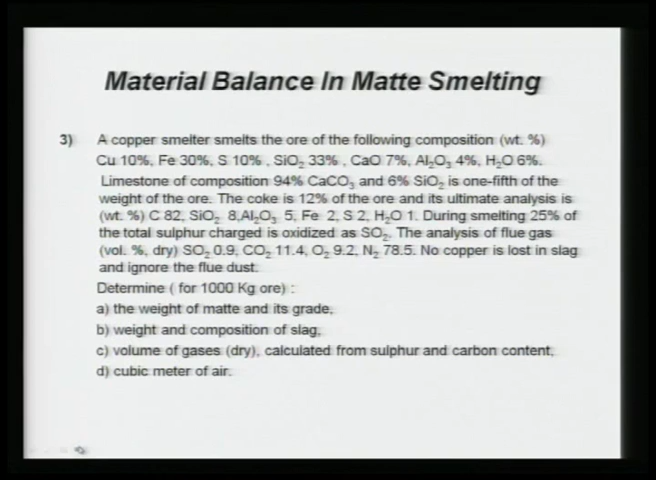 Material Balance In Matte Smelting
3) A copper smelter smelts the ore of the following composition (wt. %)
Cu 10%, Fe 30%, S 10% , SiO₂ 33% , CaO 7%, Al₂O₃ 4%, H₂O 6%.
Limestone of composition 94% CaCO₃ and 6% SiO₂ is one-fifth of the
weight of the ore. The coke is 12% of the ore and its ultimate analysis is
(wt. %) C 82, SiO₂ 8,Al₂O₃ 5, Fe 2, S 2, H₂O 1. During smelting 25% of
the total sulphur charged is oxidized as SO₂. The analysis of flue gas
(vol. %, dry) SO₂ 0.9, CO₂ 11.4, O₂ 9.2, N₂ 78.5. No copper is lost in slag
and ignore the flue dust.
Determine ( for 1000 Kg ore) :
a) the weight of matte and its grade,
b) weight and composition of slag,
c) volume of gases (dry), calculated from sulphur and carbon content,
d) cubic meter of air.